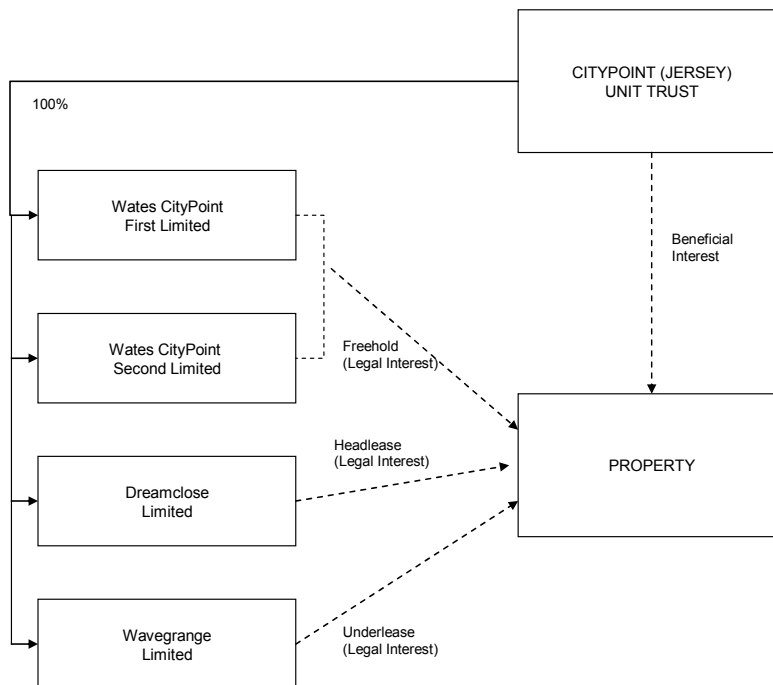 CITYPOINT (JERSEY)
UNIT TRUST
100%
Wates CityPoint
First Limited
Beneficial
Interest
Wates CityPoint
Second Limited
Freehold
(Legal Interest)
Headlease
(Legal Interest)
PROPERTY
Dreamclose
Limited
Wavegrange
Limited
Underlease
(Legal Interest)